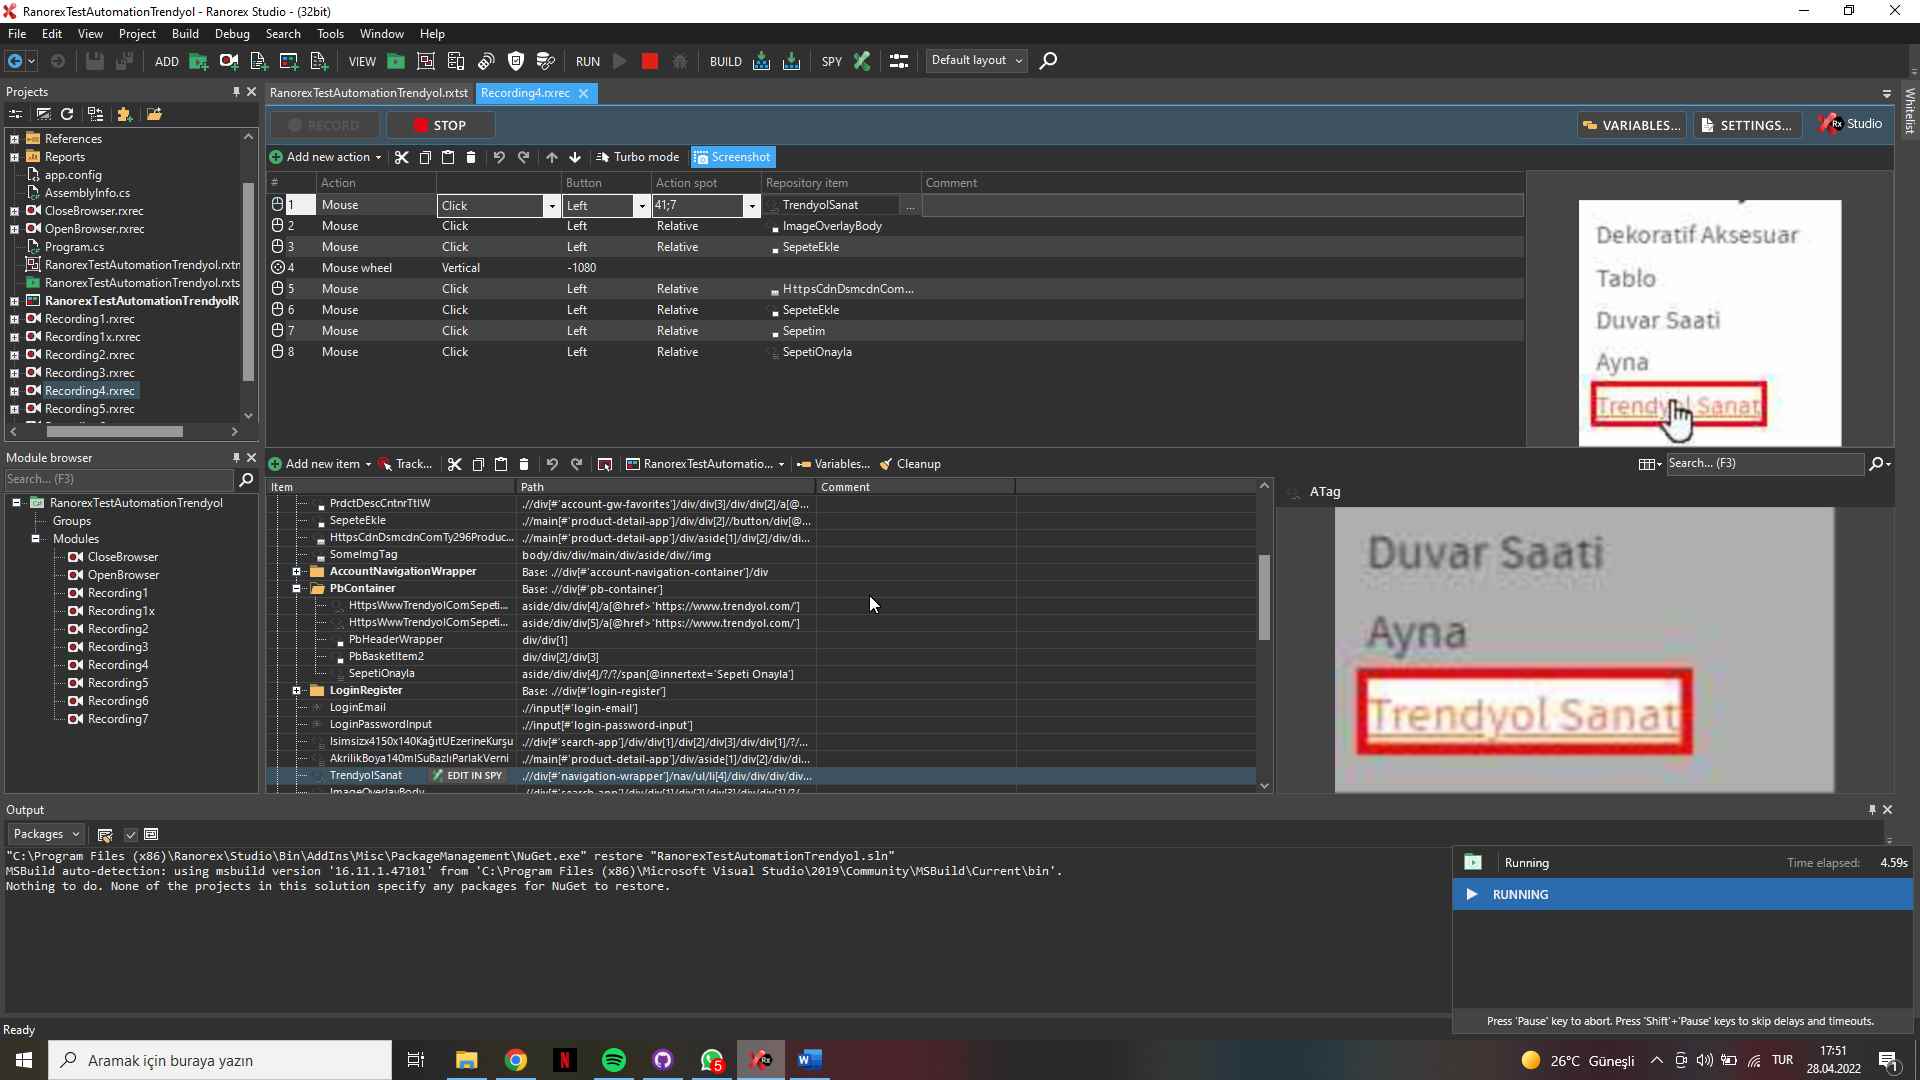 RanorexTestAutomationTrendyol - Ranorex Studio - (32bit)
File Edit View Project Build Debug Search Tools Window Help
ADD VIEW RUN BUILD SPY Default layout
Projects
References
Reports
app.config
AssemblyInfo.cs
CloseBrowser.rxrec
OpenBrowser.rxrec
Program.cs
RanorexTestAutomationTrendyol.rxtm
RanorexTestAutomationTrendyol.rxts
RanorexTestAutomationTrendyolR
Recording1.rxrec
Recording1x.rxrec
Recording2.rxrec
Recording3.rxrec
Recording4.rxrec
Recording5.rxrec
RanorexTestAutomationTrendyol.rxtst Recording4.rxrec
Whitelist
RECORD STOP VARIABLES... SETTINGS... Rx Studio
Add new action Turbo mode Screenshot
# Action Button Action spot Repository item Comment
1 Mouse Click Left 41;7 TrendyolSanat ...
2 Mouse Click Left Relative ImageOverlayBody
3 Mouse Click Left Relative SepeteEkle
4 Mouse wheel Vertical -1080
5 Mouse Click Left Relative HttpsCdnDsmcdnCom...
6 Mouse Click Left Relative SepeteEkle
7 Mouse Click Left Relative Sepetim
8 Mouse Click Left Relative SepetiOnayla
Dekoratif Aksesuar
Tablo
Duvar Saati
Ayna
Trendyol Sanat
Module browser
Search... (F3)
RanorexTestAutomationTrendyol
Groups
Modules
CloseBrowser
OpenBrowser
Recording1
Recording1x
Recording2
Recording3
Recording4
Recording5
Recording6
Recording7
Add new item Track... RanorexTestAutomatio... Variables... Cleanup Search... (F3)
Item Path Comment
PrdctDescCntnrTtlW .//div[#'account-gw-favorites']/div/div[3]/div/div[2]/a[@...
SepeteEkle .//main[#'product-detail-app']/div/div[2]//button/div[@...
HttpsCdnDsmcdnComTy296Produc... .//main[#'product-detail-app']/div/aside[1]/div[2]/div/di...
SomeImgTag body/div/div/main/div/aside/div//img
AccountNavigationWrapper Base: .//div[#'account-navigation-container']/div
PbContainer Base: .//div[#'pb-container']
HttpsWwwTrendyolComSepeti... aside/div/div[4]/a[@href>'https://www.trendyol.com/']
HttpsWwwTrendyolComSepeti... aside/div/div[5]/a[@href>'https://www.trendyol.com/']
PbHeaderWrapper div/div[1]
PbBasketItem2 div/div[2]/div[3]
SepetiOnayla aside/div/div[4]/?/?/span[@innertext='Sepeti Onayla']
LoginRegister Base: .//div[#'login-register']
LoginEmail .//input[#'login-email']
LoginPasswordInput .//input[#'login-password-input']
Isimsizx4150x140KağıtUEzerineKurşu .//div[#'search-app']/div/div[1]/div[2]/div[3]/div/div[1]/?/...
AkrilikBoya140mlSuBazlıParlakVerni .//main[#'product-detail-app']/div/aside[1]/div[2]/div/di...
TrendyolSanat EDIT IN SPY .//div[#'navigation-wrapper']/nav/ul/li[4]/div/div/div/div...
ImageOverlayBody .//div[#'search-app']/div/div[1]/div[2]/div[3]/div/div[1]/?/...
ATag
Duvar Saati
Ayna
Trendyol Sanat
Output
Packages
"C:\Program Files (x86)\Ranorex\Studio\Bin\AddIns\Misc\PackageManagement\NuGet.exe" restore "RanorexTestAutomationTrendyol.sln"
MSBuild auto-detection: using msbuild version '16.11.1.47101' from 'C:\Program Files (x86)\Microsoft Visual Studio\2019\Community\MSBuild\Current\bin'.
Nothing to do. None of the projects in this solution specify any packages for NuGet to restore.
Running Time elapsed: 4.59s
RUNNING
Press 'Pause' key to abort. Press 'Shift'+'Pause' keys to skip delays and timeouts.
Ready
Aramak için buraya yazın
5
Rx
26°C Güneşli
TUR
17:51
28.04.2022
1